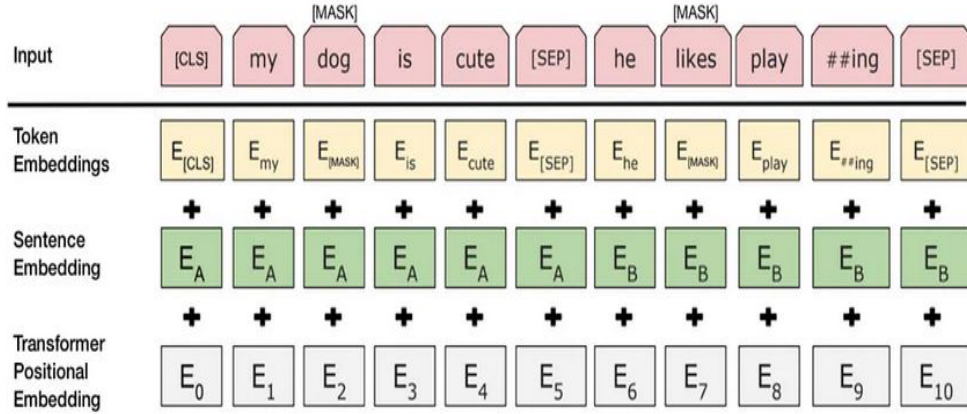 [MASK] [MASK]
Input [CLS] my dog is cute [SEP] he likes play ##ing [SEP]
Token
Embeddings E[CLS] Emy E[MASK] Eis Ecute E[SEP] Ehe E[MASK] Eplay E##ing E[SEP]
+ + + + + + + + + + +
Sentence
Embedding EA EA EA EA EA EA EB EB EB EB EB
+ + + + + + + + + + +
Transformer
Positional
Embedding E0 E1 E2 E3 E4 E5 E6 E7 E8 E9 E10